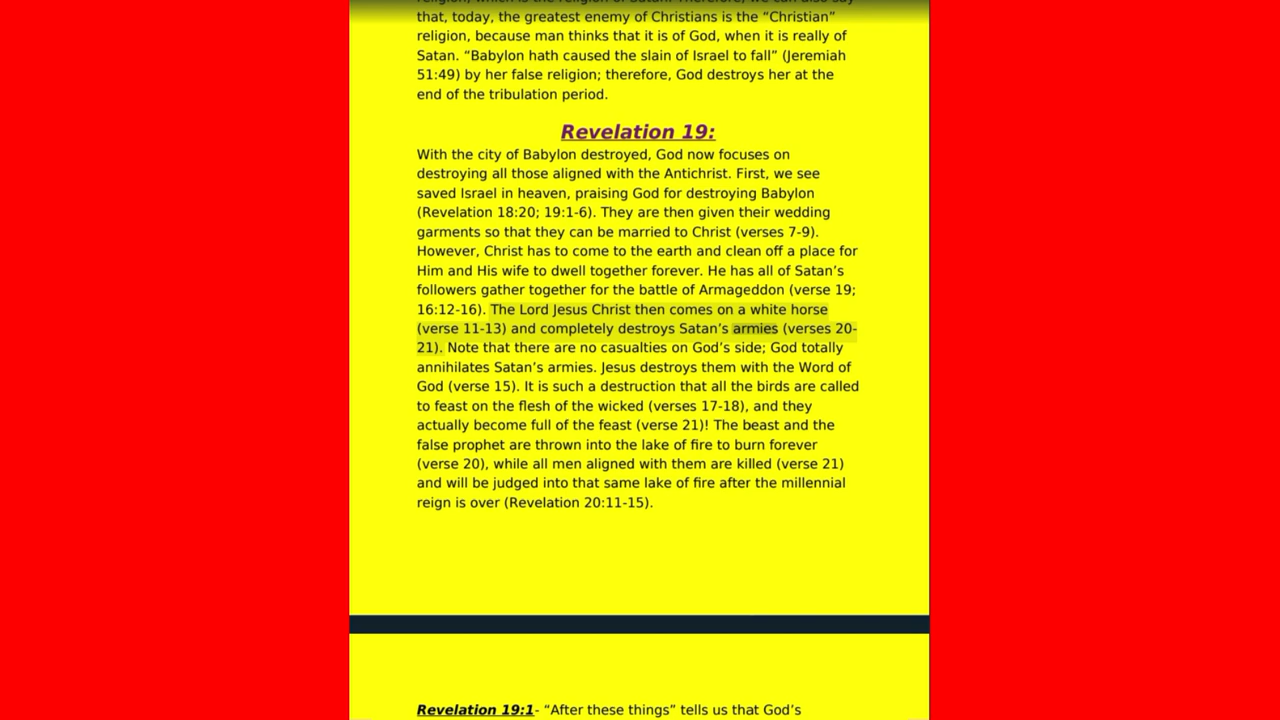 religion, which is the religion of Satan. Therefore, we can also say
that, today, the greatest enemy of Christians is the “Christian”
religion, because man thinks that it is of God, when it is really of
Satan. “Babylon hath caused the slain of Israel to fall” (Jeremiah
51:49) by her false religion; therefore, God destroys her at the
end of the tribulation period.
Revelation 19:
With the city of Babylon destroyed, God now focuses on
destroying all those aligned with the Antichrist. First, we see
saved Israel in heaven, praising God for destroying Babylon
(Revelation 18:20; 19:1-6). They are then given their wedding
garments so that they can be married to Christ (verses 7-9).
However, Christ has to come to the earth and clean off a place for
Him and His wife to dwell together forever. He has all of Satan’s
followers gather together for the battle of Armageddon (verse 19;
16:12-16). The Lord Jesus Christ then comes on a white horse
(verse 11-13) and completely destroys Satan’s armies (verses 20-
21). Note that there are no casualties on God’s side; God totally
annihilates Satan’s armies. Jesus destroys them with the Word of
God (verse 15). It is such a destruction that all the birds are called
to feast on the flesh of the wicked (verses 17-18), and they
actually become full of the feast (verse 21)! The beast and the
false prophet are thrown into the lake of fire to burn forever
(verse 20), while all men aligned with them are killed (verse 21)
and will be judged into that same lake of fire after the millennial
reign is over (Revelation 20:11-15).
Revelation 19:1- “After these things” tells us that God’s